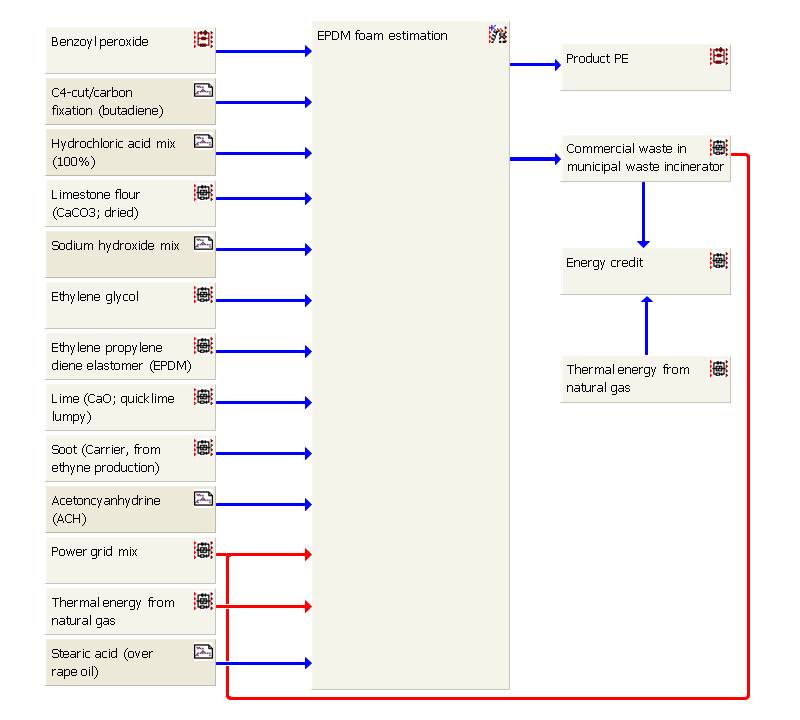 Benzoyl peroxide
C4-cut/carbon
fixation (butadiene)
Hydrochloric acid mix
(100%)
Limestone flour
(CaCO3; dried)
Sodium hydroxide mix
Ethylene glycol
Ethylene propylene
diene elastomer (EPDM)
Lime (CaO; quicklime
lumpy)
Soot (Carrier, from
ethyne production)
Acetoncyanhydrine
(ACH)
Power grid mix
Thermal energy from
natural gas
Stearic acid (over
rape oil)
EPDM foam estimation
Product PE
Commercial waste in
municipal waste incinerator
Energy credit
Thermal energy from
natural gas